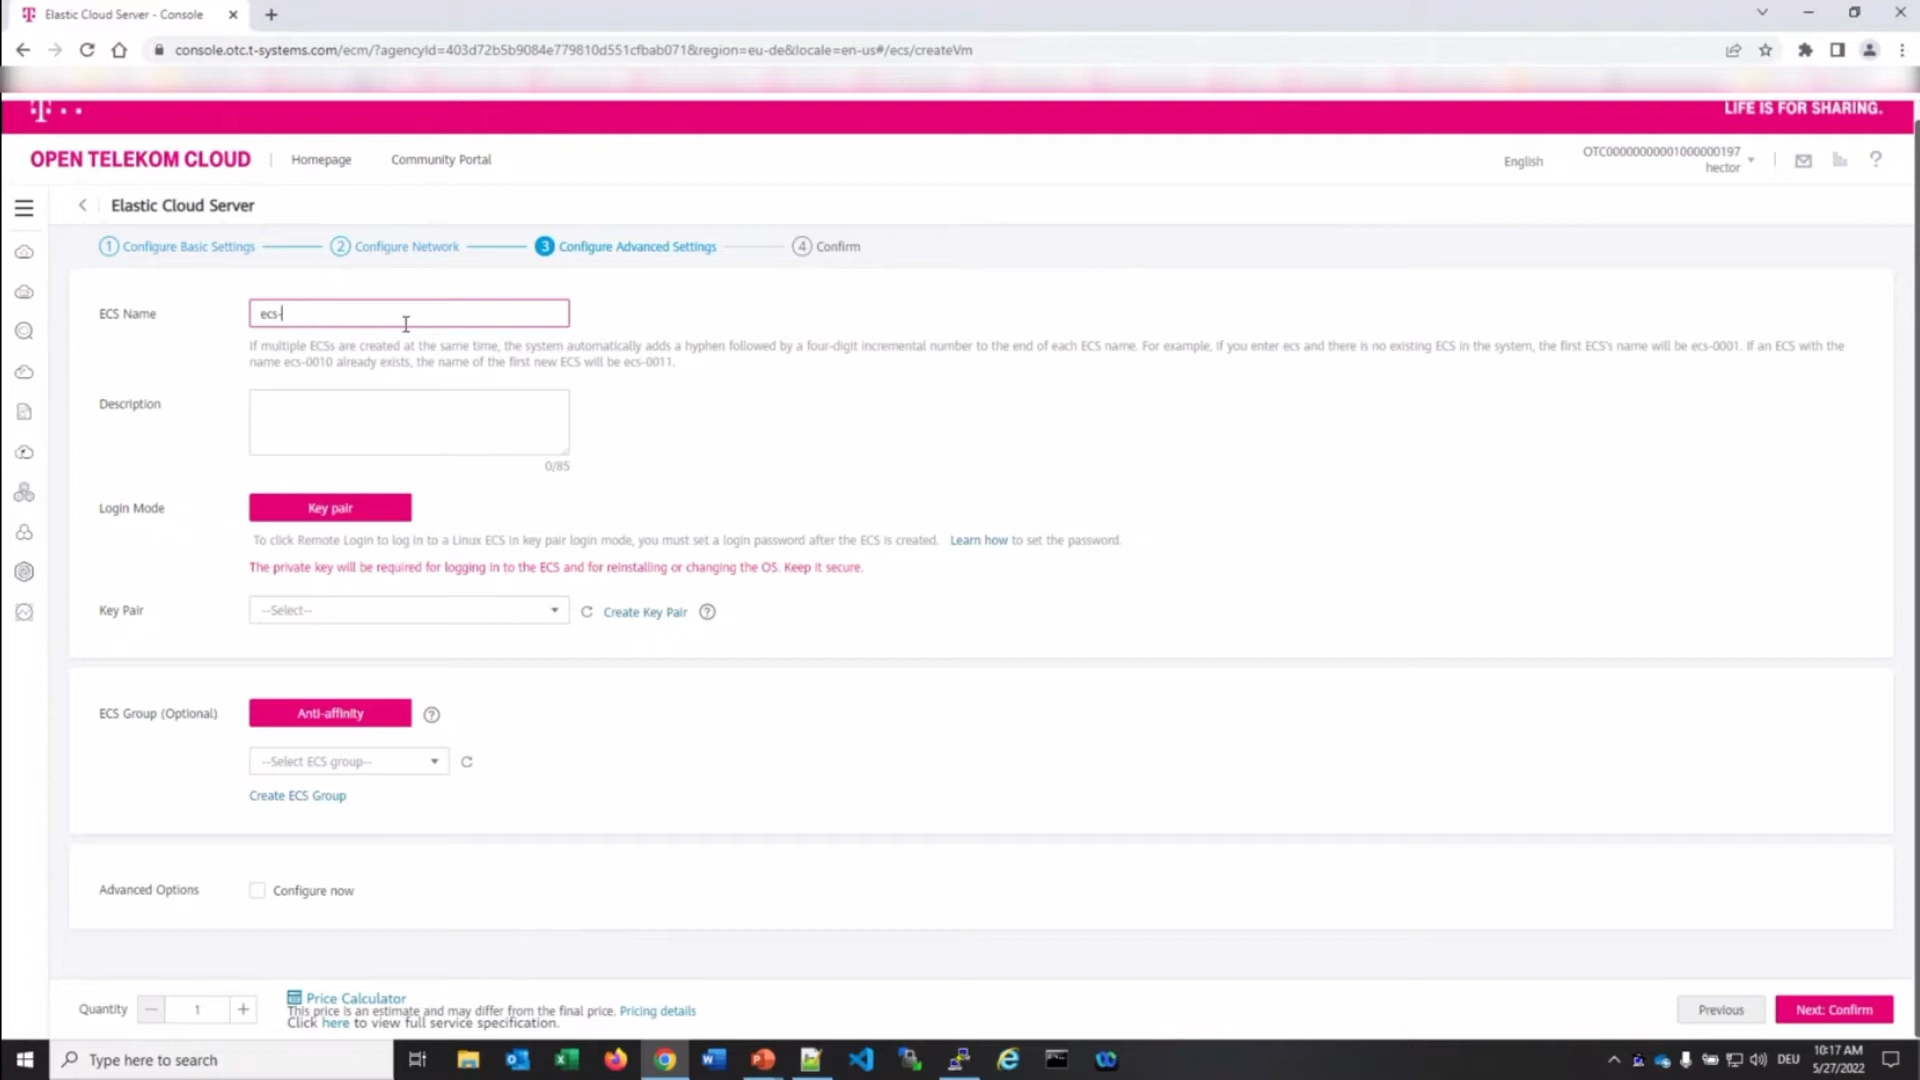 Elastic Cloud Server - Console
console.otc.t-systems.com/ecm/?agencyId=403d72b5b9084e779810d551cfbab071&region=eu-de&locale=en-us#/ecs/createVm
T
LIFE IS FOR SHARING.
OPEN TELEKOM CLOUD
Homepage
Community Portal
English
OTC00000000001000000197
hector
Elastic Cloud Server
1 Configure Basic Settings
2 Configure Network
3 Configure Advanced Settings
4 Confirm
ECS Name
ecs-
If multiple ECSs are created at the same time, the system automatically adds a hyphen followed by a four-digit incremental number to the end of each ECS name. For example, if you enter ecs and there is no existing ECS in the system, the first ECS's name will be ecs-0001. If an ECS with the
name ecs-0010 already exists, the name of the first new ECS will be ecs-0011.
Description
0/85
Login Mode
Key pair
To click Remote Login to log in to a Linux ECS in key pair login mode, you must set a login password after the ECS is created. Learn how to set the password.
The private key will be required for logging in to the ECS and for reinstalling or changing the OS. Keep it secure.
Key Pair
--Select--
Create Key Pair
ECS Group (Optional)
Anti-affinity
--Select ECS group--
Create ECS Group
Advanced Options
Configure now
Quantity
1
Price Calculator
This price is an estimate and may differ from the final price. Pricing details
Click here to view full service specification.
Previous
Next: Confirm
Type here to search
DEU
10:17 AM
5/27/2022